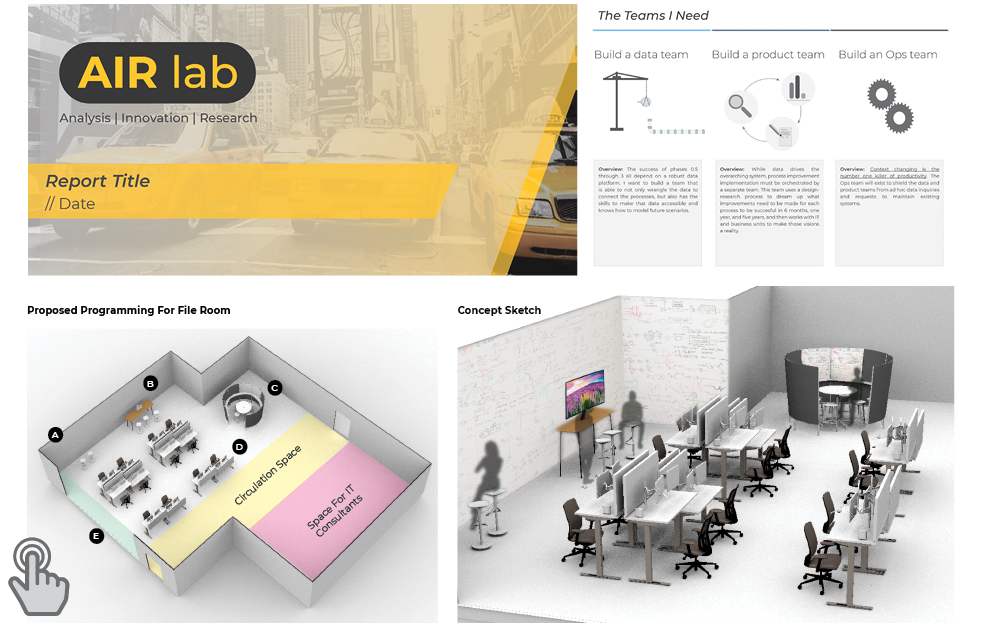 AIR lab
Analysis | Innovation | Research
Report Title
// Date
The Teams I Need
Build a data team
Build a product team
Build an Ops team
Overview: The success of phases 0.5
through 3 all depend on a robust data
platform. I want to build a team that
is able to not only wrangle the data to
connect the processes, but also has the
skills to make that data accessible and
knows how to model future scenarios.
Overview: While data drives the
overarching system, process improvement
implementation must be orchestrated by
a separate team. This team uses a design-
research process to dream up what
improvements need to be made for each
process to be succesful in 6 months, one
year, and five years, and then works with IT
and business units to make those visions
a reality.
Overview: Context changing is the
number one killer of productivity. The
Ops team will exist to shield the data and
product teams from ad hoc data inquiries
and requests to maintain existing
systems.
Proposed Programming For File Room
A
B
C
D
E
Circulation Space
Space For IT
Consultants
Concept Sketch